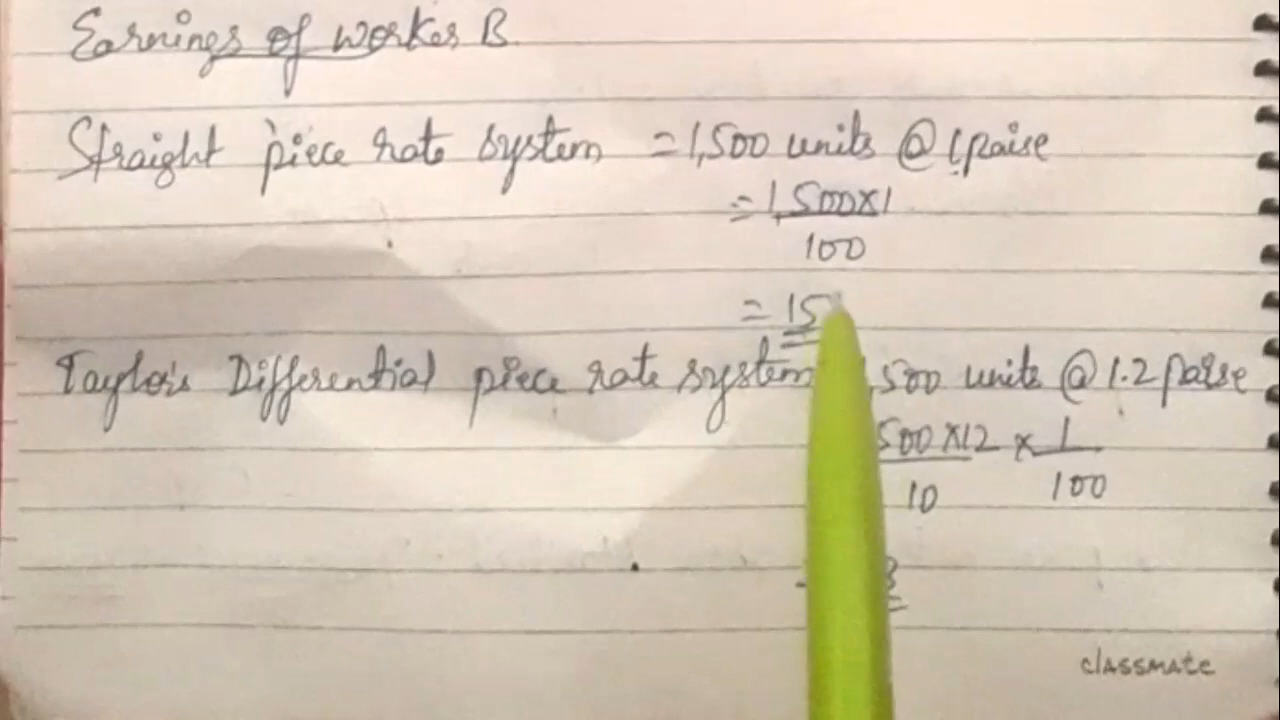 Earnings of worker B.
Straight piece rate system = 1,500 units @ 1 paise
= 1,500 × 1
100
= 15
Taylor's Differential piece rate system ,500 units @ 1.2 paise
500 × 12 × 1
10 100
classmate